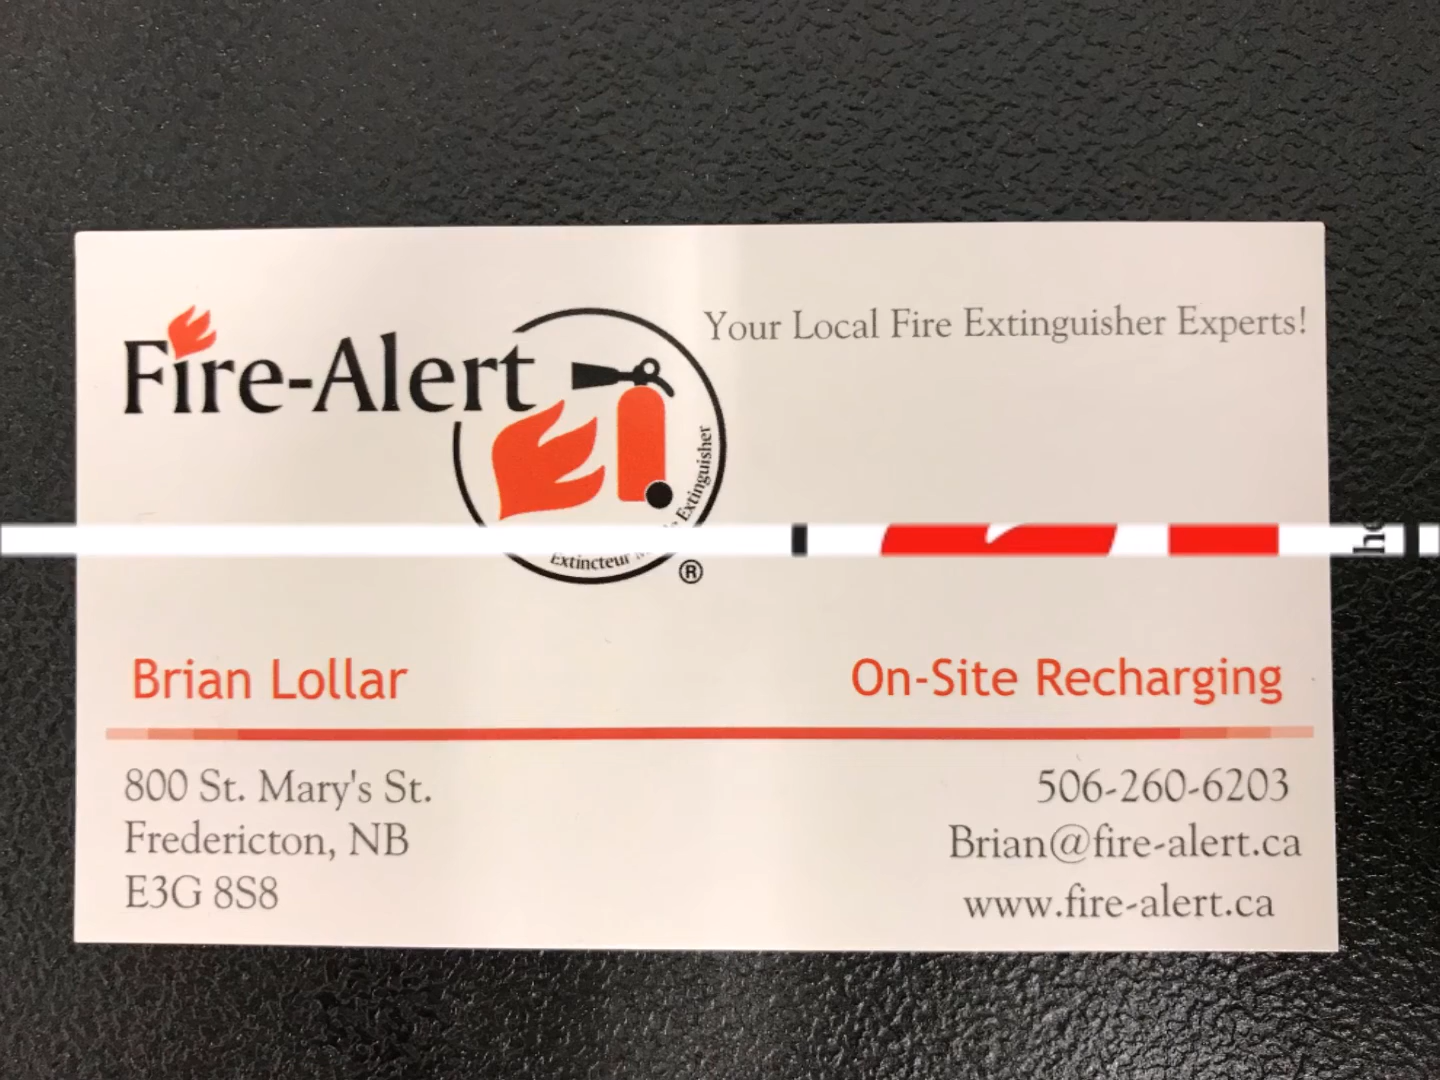 Fire-Alert
Your Local Fire Extinguisher Experts!
Extinguisher
Extincteur
®
Brian Lollar
On-Site Recharging
800 St. Mary's St.
Fredericton, NB
E3G 8S8
506-260-6203
Brian@fire-alert.ca
www.fire-alert.ca